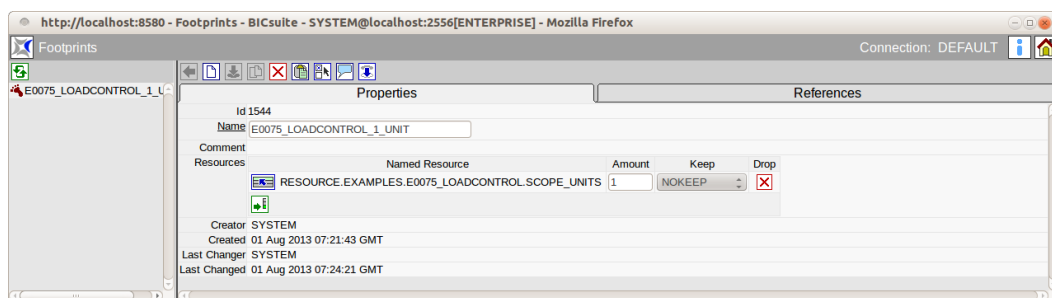 http://localhost:8580 - Footprints - BICsuite - SYSTEM@localhost:2556[ENTERPRISE] - Mozilla Firefox
Footprints
Connection: DEFAULT
E0075_LOADCONTROL_1_U
Properties
References
Id 1544
Name E0075_LOADCONTROL_1_UNIT
Comment
Resources Named Resource Amount Keep Drop
RESOURCE.EXAMPLES.E0075_LOADCONTROL.SCOPE_UNITS 1 NOKEEP
Creator SYSTEM
Created 01 Aug 2013 07:21:43 GMT
Last Changer SYSTEM
Last Changed 01 Aug 2013 07:24:21 GMT